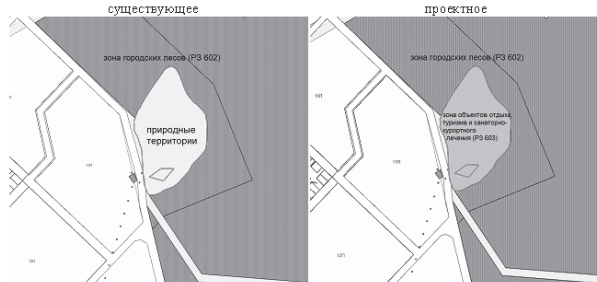 существующее
проектное
зона городских лесов (РЗ 602)
природные
территории
зона городских лесов (РЗ 602)
зона объектов отдыха,
туризма и санаторно-
курортного
лечения (РЗ 603)